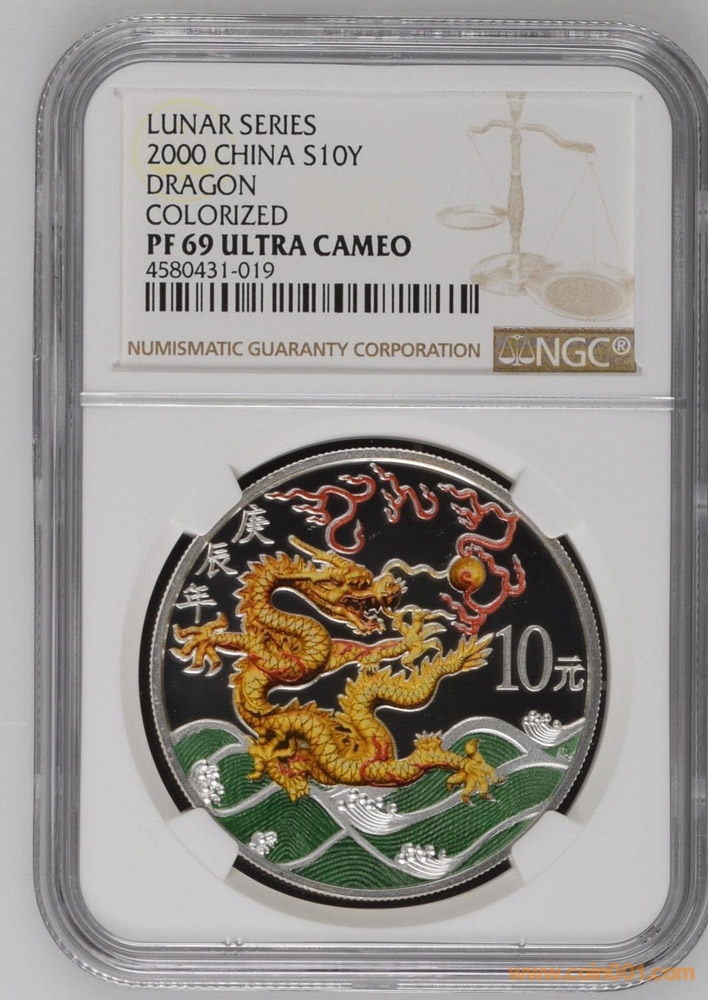 LUNAR SERIES
2000 CHINA S10Y
DRAGON
COLORIZED
PF 69 ULTRA CAMEO
4580431-019
NUMISMATIC GUARANTY CORPORATION
NGC®
庚辰年
10元
www.coin001.com